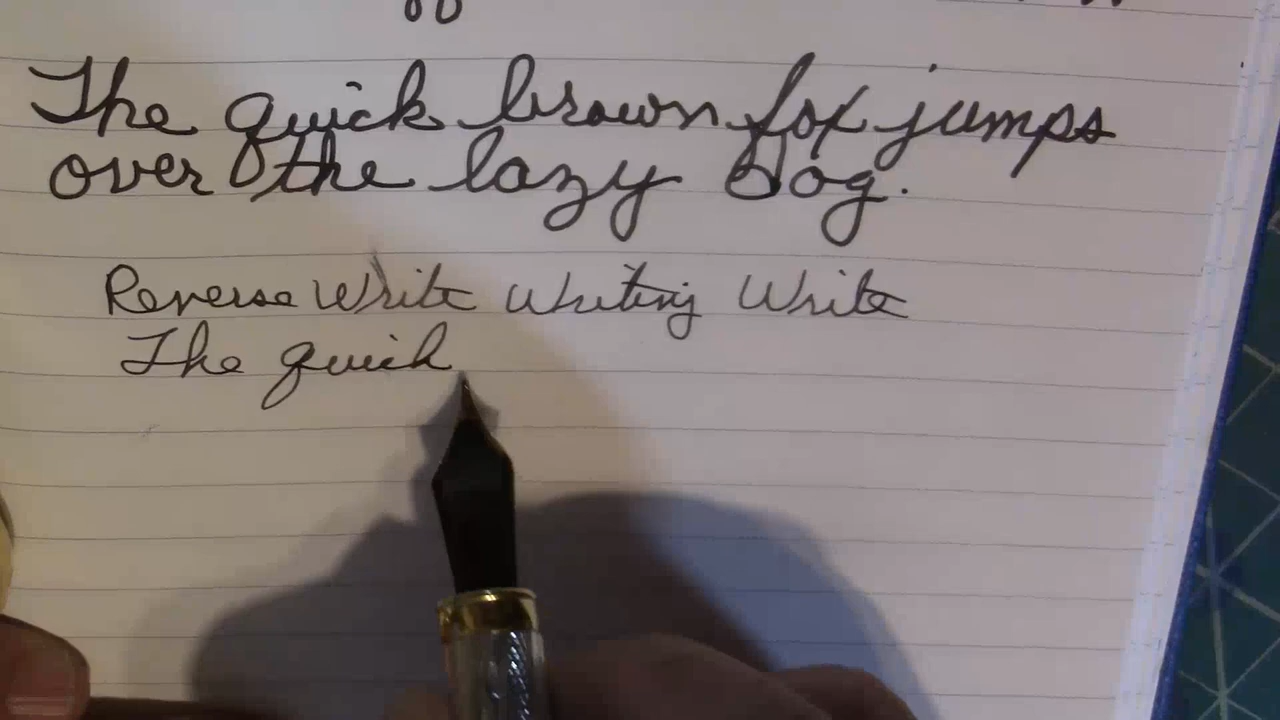 The quick brown fox jumps
over the lazy dog.
Reverse Write Writing Write
The quick